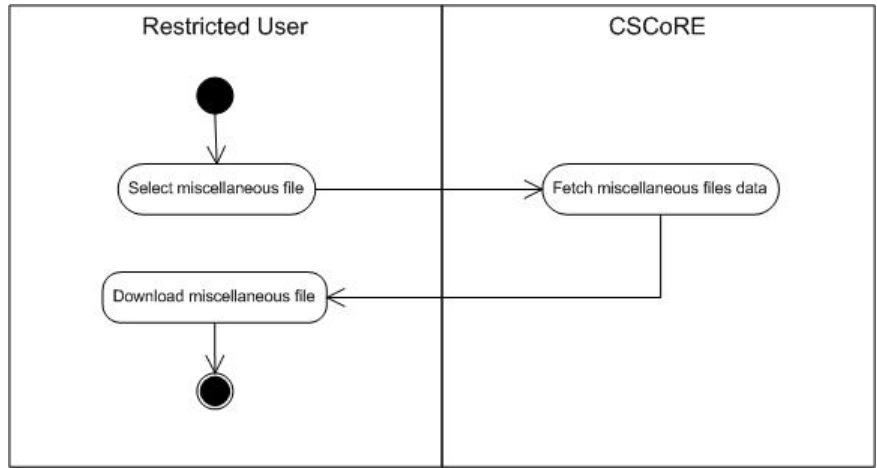 Restricted User
CSCoRE
Select miscellaneous file
Fetch miscellaneous files data
Download miscellaneous file